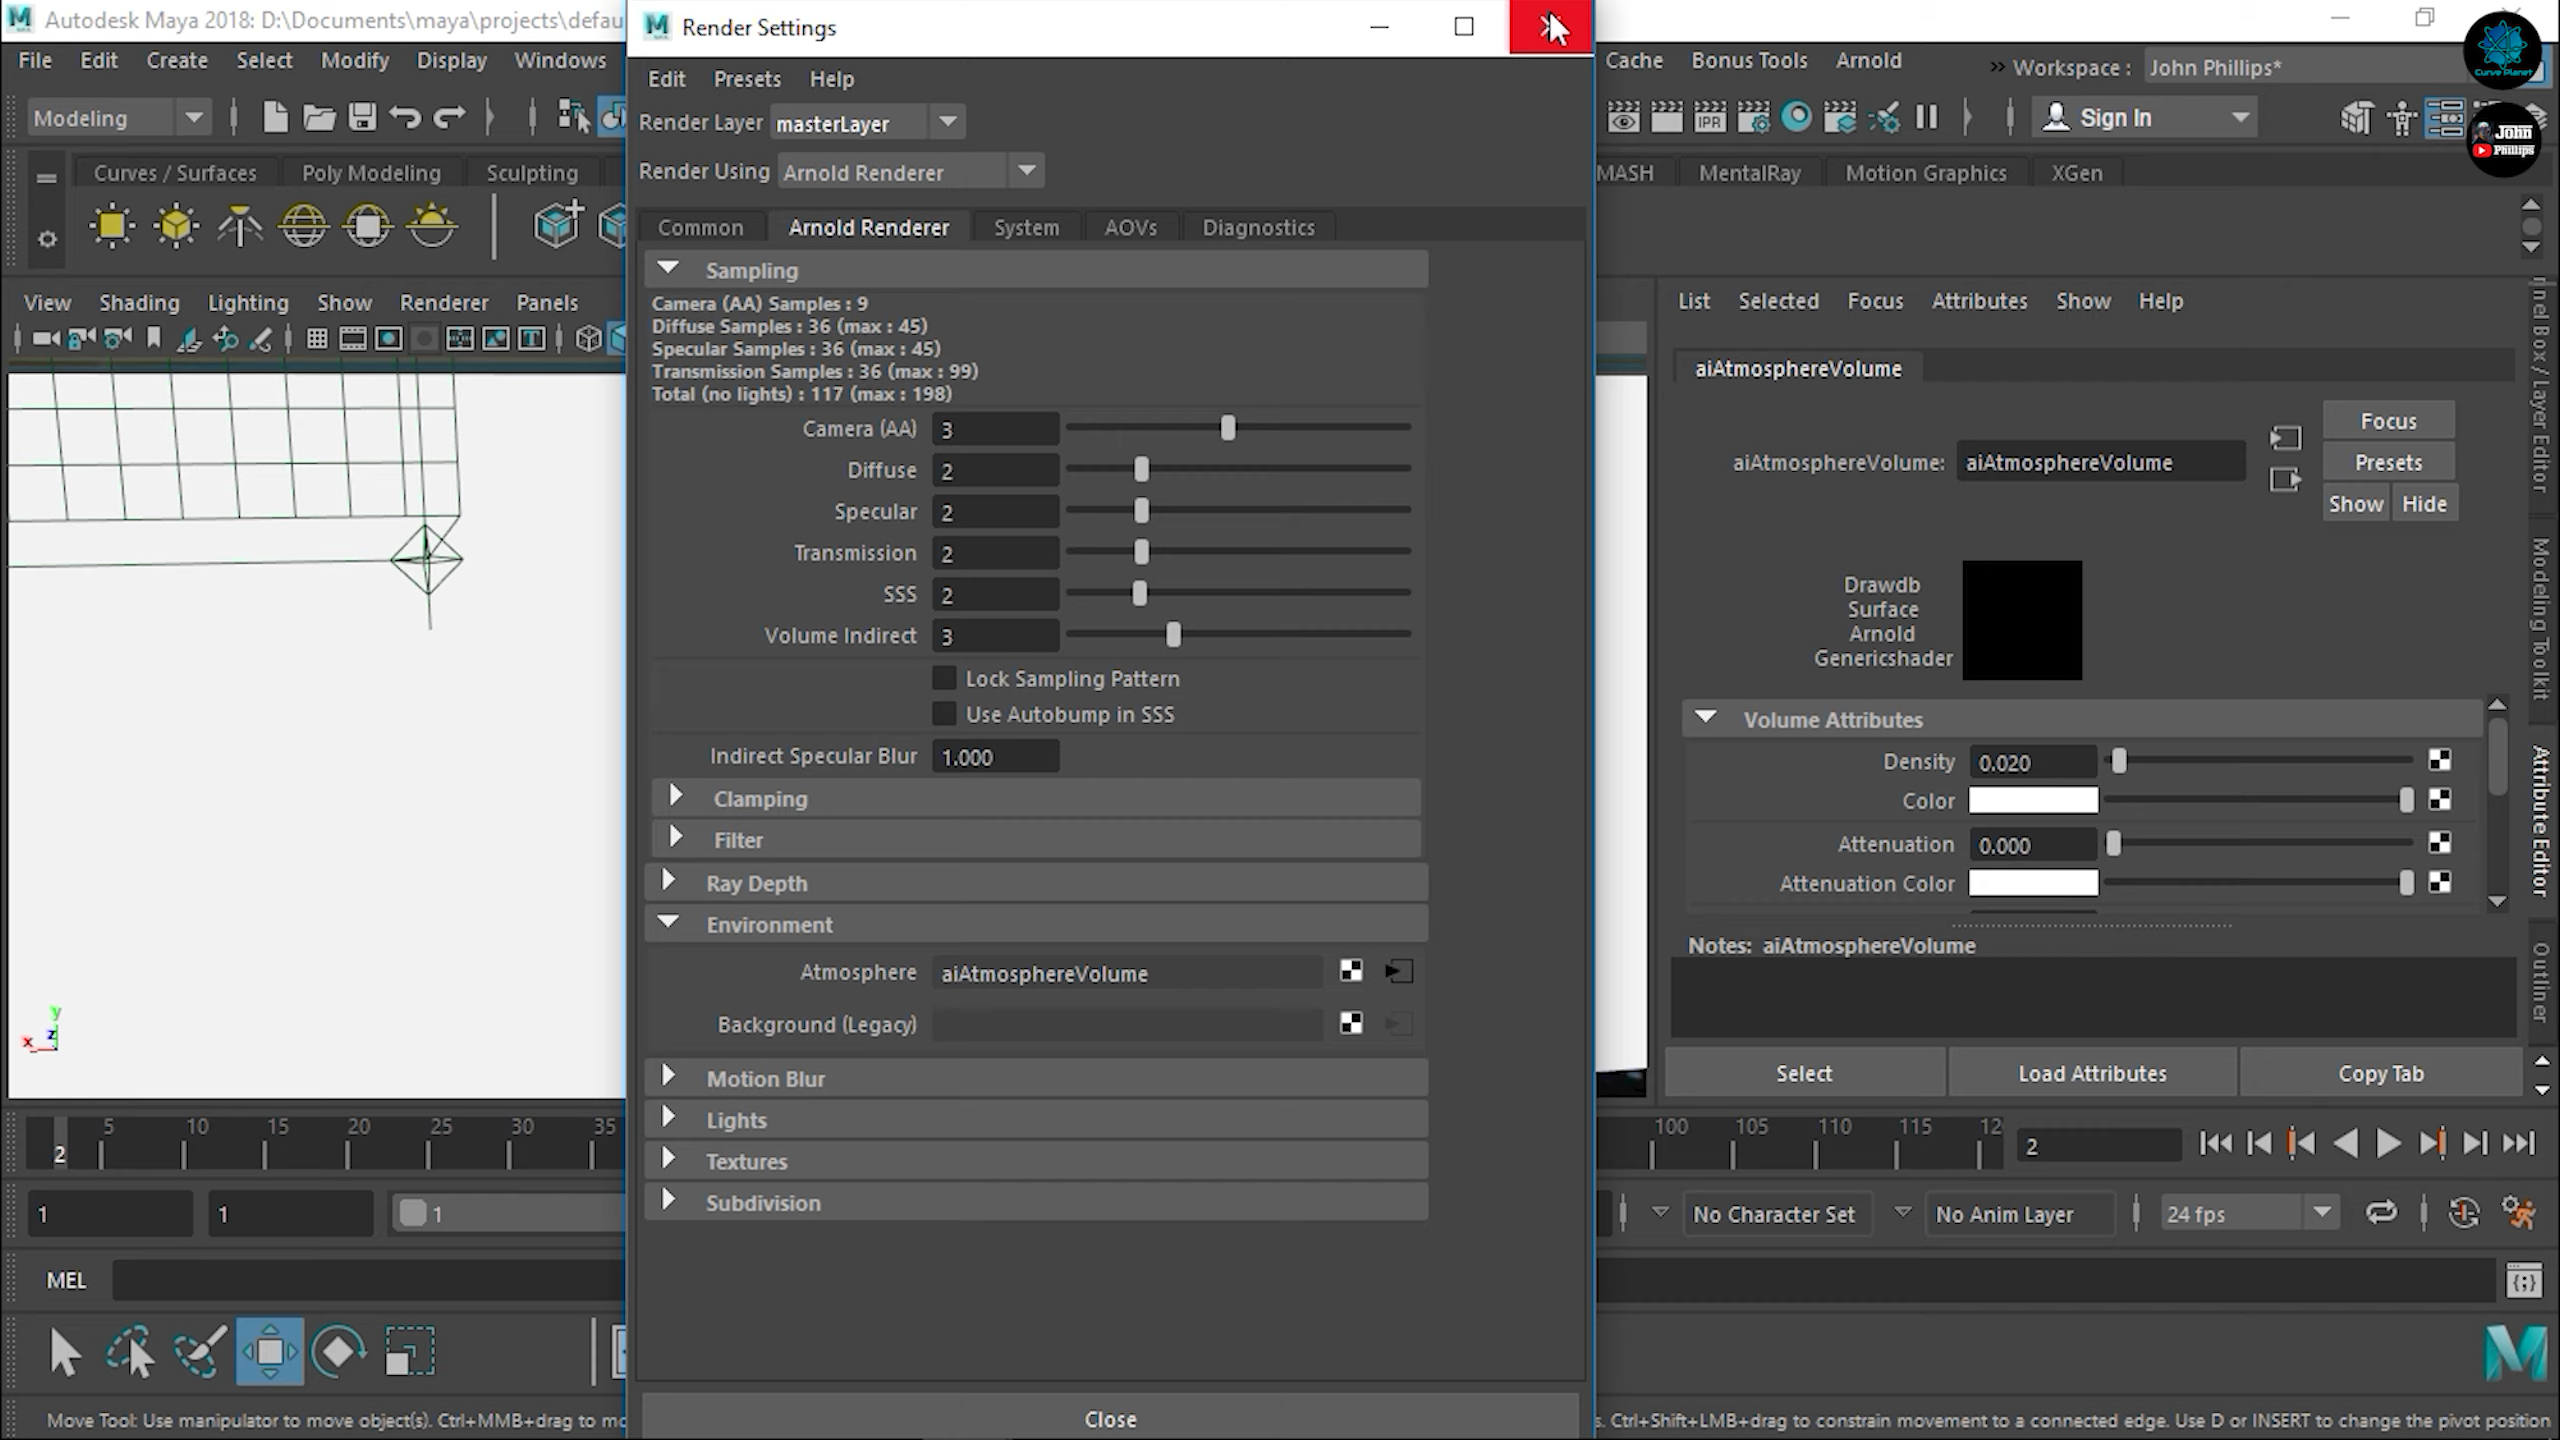 Autodesk Maya 2018: D:\Documents\maya\projects\defau
File Edit Create Select Modify Display Windows
Modeling
Curves / Surfaces Poly Modeling Sculpting
View Shading Lighting Show Renderer Panels
y
x z
Render Settings
Edit Presets Help
Render Layer masterLayer
Render Using Arnold Renderer
Common Arnold Renderer System AOVs Diagnostics
Sampling
Camera (AA) Samples : 9
Diffuse Samples : 36 (max : 45)
Specular Samples : 36 (max : 45)
Transmission Samples : 36 (max : 99)
Total (no lights) : 117 (max : 198)
Camera (AA) 3
Diffuse 2
Specular 2
Transmission 2
SSS 2
Volume Indirect 3
Lock Sampling Pattern
Use Autobump in SSS
Indirect Specular Blur 1.000
Clamping
Filter
Ray Depth
Environment
Atmosphere aiAtmosphereVolume
Background (Legacy)
Motion Blur
Lights
Textures
Subdivision
Close
Cache Bonus Tools Arnold
» Workspace : John Phillips*
Curve Planet
IPR
Sign In
John
Phillips
MASH MentalRay Motion Graphics XGen
List Selected Focus Attributes Show Help
aiAtmosphereVolume
aiAtmosphereVolume: aiAtmosphereVolume
Focus
Presets
Show Hide
Drawdb
Surface
Arnold
Genericshader
Volume Attributes
Density 0.020
Color
Attenuation 0.000
Attenuation Color
Notes: aiAtmosphereVolume
Select Load Attributes Copy Tab
nnel Box / Layer Editor
Modeling Toolkit
Attribute Editor
Outliner
2 5 10 15 20 25 30 35
100 105 110 115 12
2
1 1 1
No Character Set No Anim Layer 24 fps
MEL
Move Tool: Use manipulator to move object(s). Ctrl+MMB+drag to mo
s. Ctrl+Shift+LMB+drag to constrain movement to a connected edge. Use D or INSERT to change the pivot position